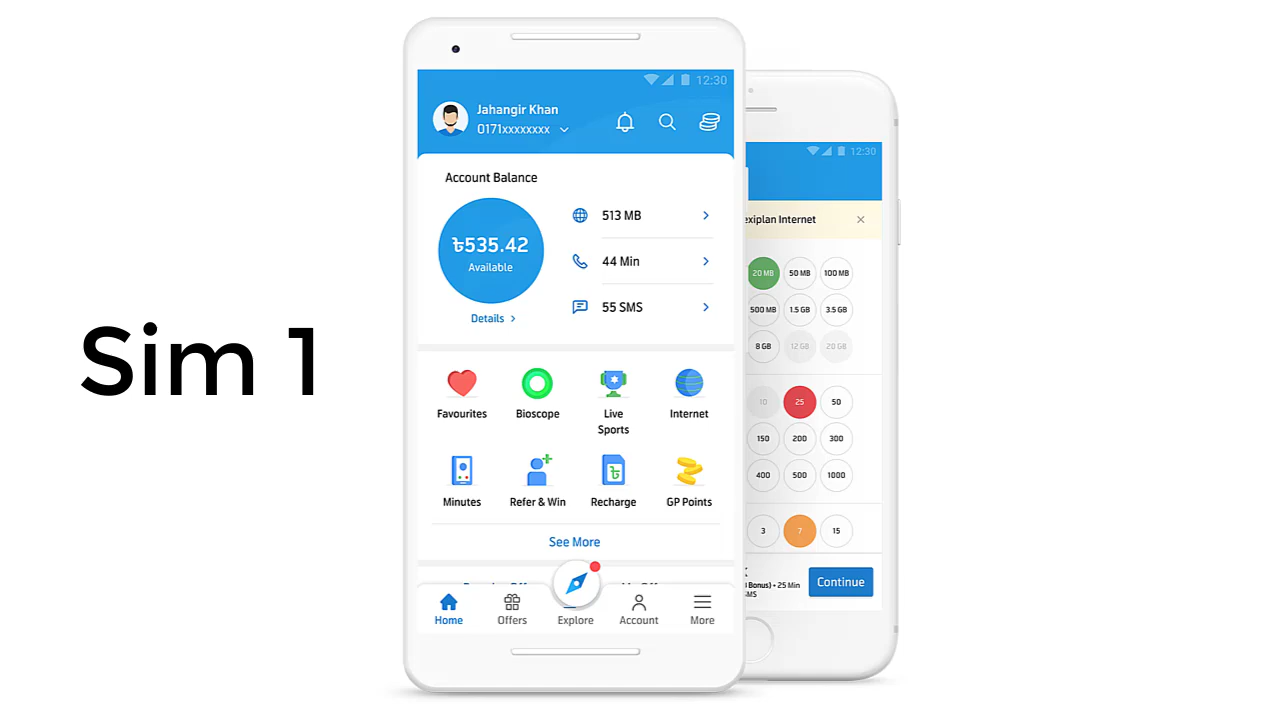 Sim 1
12:30
Jahangir Khan
0171xxxxxxxx
Account Balance
৳535.42
Available
Details
513 MB
44 Min
55 SMS
Favourites
Bioscope
Live
Sports
Internet
Minutes
Refer & Win
৳
Recharge
GP Points
See More
Home
Offers
Explore
Account
More
12:30
exiplan Internet
20 MB 50 MB 100 MB
500 MB 1.5 GB 3.5 GB
8 GB 12 GB 20 GB
10 25 50
150 200 300
400 500 1000
3 7 15
Bonus) + 25 Min
Continue